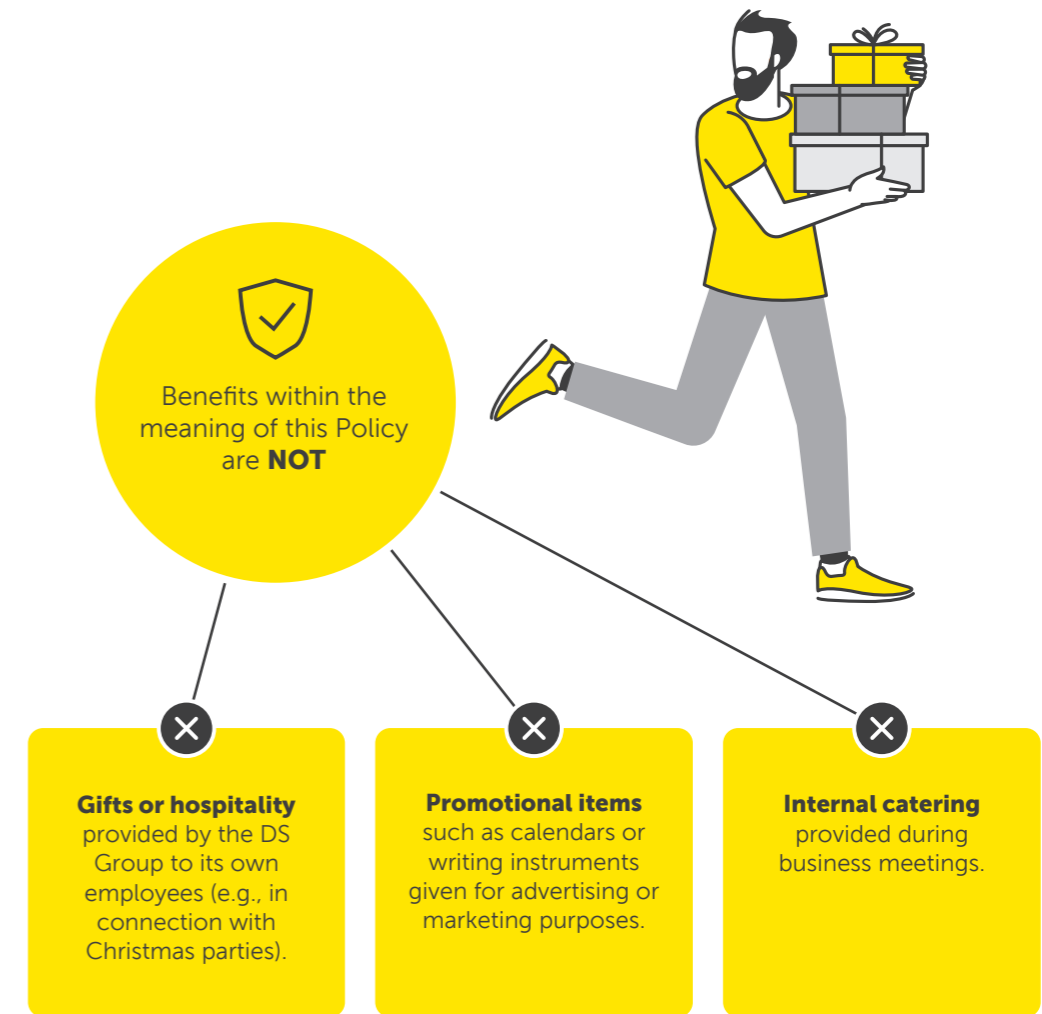 Benefits within the
meaning of this Policy
are NOT
Gifts or hospitality
provided by the DS
Group to its own
employees (e.g., in
connection with
Christmas parties).
Promotional items
such as calendars or
writing instruments
given for advertising or
marketing purposes.
Internal catering
provided during
business meetings.